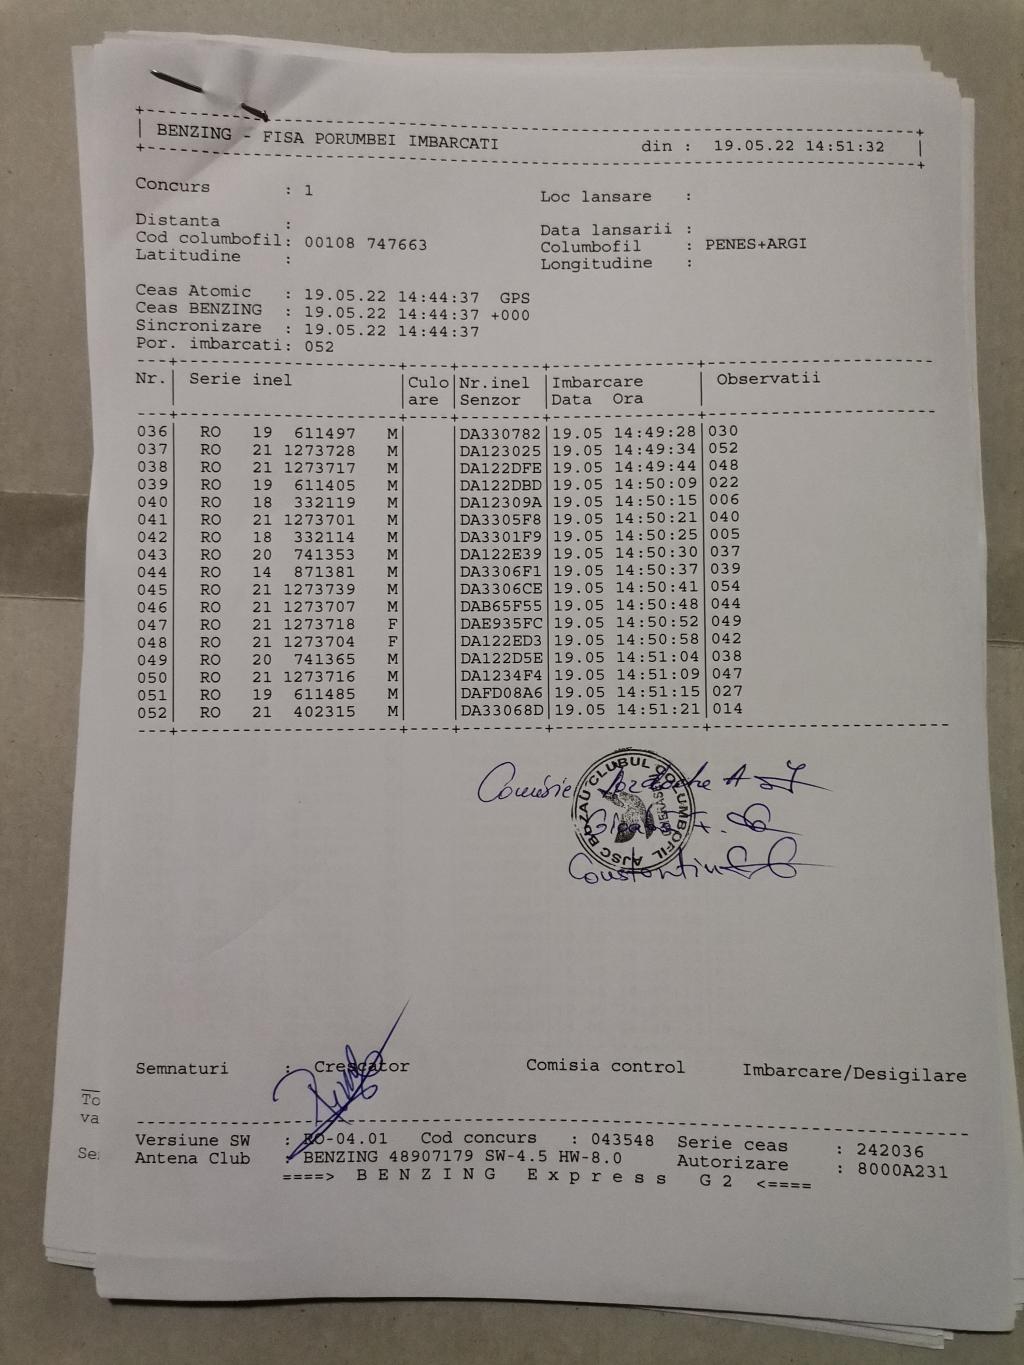 BENZING - FISA PORUMBEI IMBARCATI din : 19.05.22 14:51:32
Concurs : 1 Loc lansare :
Distanta : Data lansarii :
Cod columbofil: 00108 747663 Columbofil : PENES+ARGI
Latitudine : Longitudine :
Ceas Atomic : 19.05.22 14:44:37 GPS
Ceas BENZING : 19.05.22 14:44:37 +000
Sincronizare : 19.05.22 14:44:37
Por. imbarcati: 052
Nr. Serie inel Culo Nr.inel Imbarcare Observatii
are Senzor Data Ora
036 RO 19 611497 M DA330782 19.05 14:49:28 030
037 RO 21 1273728 M DA123025 19.05 14:49:34 052
038 RO 21 1273717 M DA122DFE 19.05 14:49:44 048
039 RO 19 611405 M DA122DBD 19.05 14:50:09 022
040 RO 18 332119 M DA12309A 19.05 14:50:15 006
041 RO 21 1273701 M DA3305F8 19.05 14:50:21 040
042 RO 18 332114 M DA3301F9 19.05 14:50:25 005
043 RO 20 741353 M DA122E39 19.05 14:50:30 037
044 RO 14 871381 M DA3306F1 19.05 14:50:37 039
045 RO 21 1273739 M DA3306CE 19.05 14:50:41 054
046 RO 21 1273707 M DAB65F55 19.05 14:50:48 044
047 RO 21 1273718 F DAE935FC 19.05 14:50:52 049
048 RO 21 1273704 F DA122ED3 19.05 14:50:58 042
049 RO 20 741365 M DA122D5E 19.05 14:51:04 038
050 RO 21 1273716 M DA1234F4 19.05 14:51:09 047
051 RO 19 611485 M DAFD08A6 19.05 14:51:15 027
052 RO 21 402315 M DA33068D 19.05 14:51:21 014
Comisie
AJSC BUZAU CLUBUL COLUMBOFIL
Constantin
Semnaturi : Crescator Comisia control Imbarcare/Desigilare
To
va
Versiune SW : RO-04.01 Cod concurs : 043548 Serie ceas : 242036
Se
Antena Club : BENZING 48907179 SW-4.5 HW-8.0 Autorizare : 8000A231
====> BENZING Express G2 <====